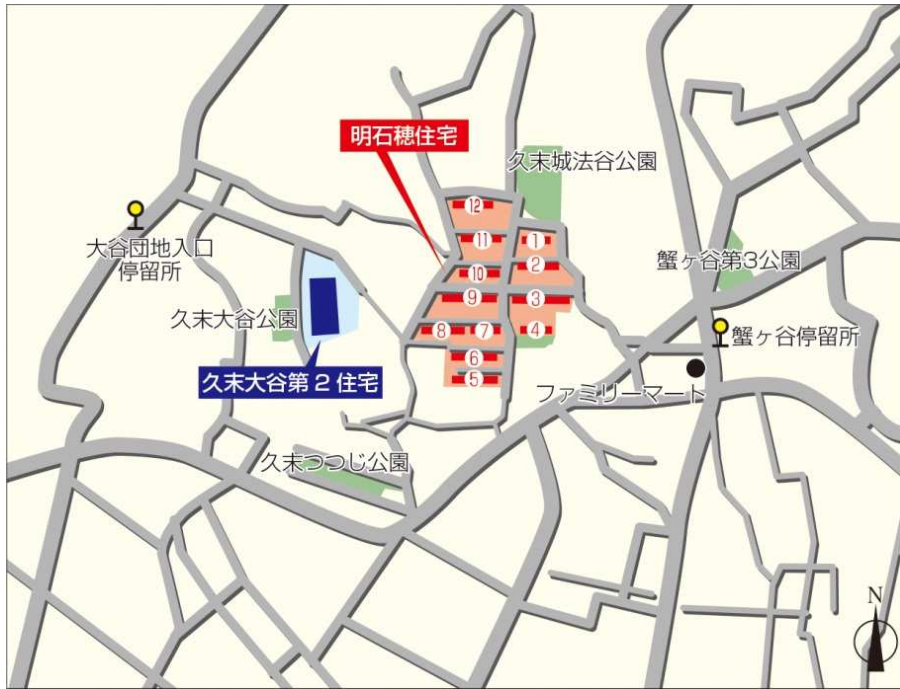 明石穂住宅
久末城法谷公園
⑫
⑪
①
②
⑩
⑨
③
⑧
⑦
④
⑥
⑤
大谷団地入口
停留所
久末大谷公園
久末大谷第2住宅
蟹ヶ谷第3公園
蟹ヶ谷停留所
ファミリーマート
久末つつじ公園
N